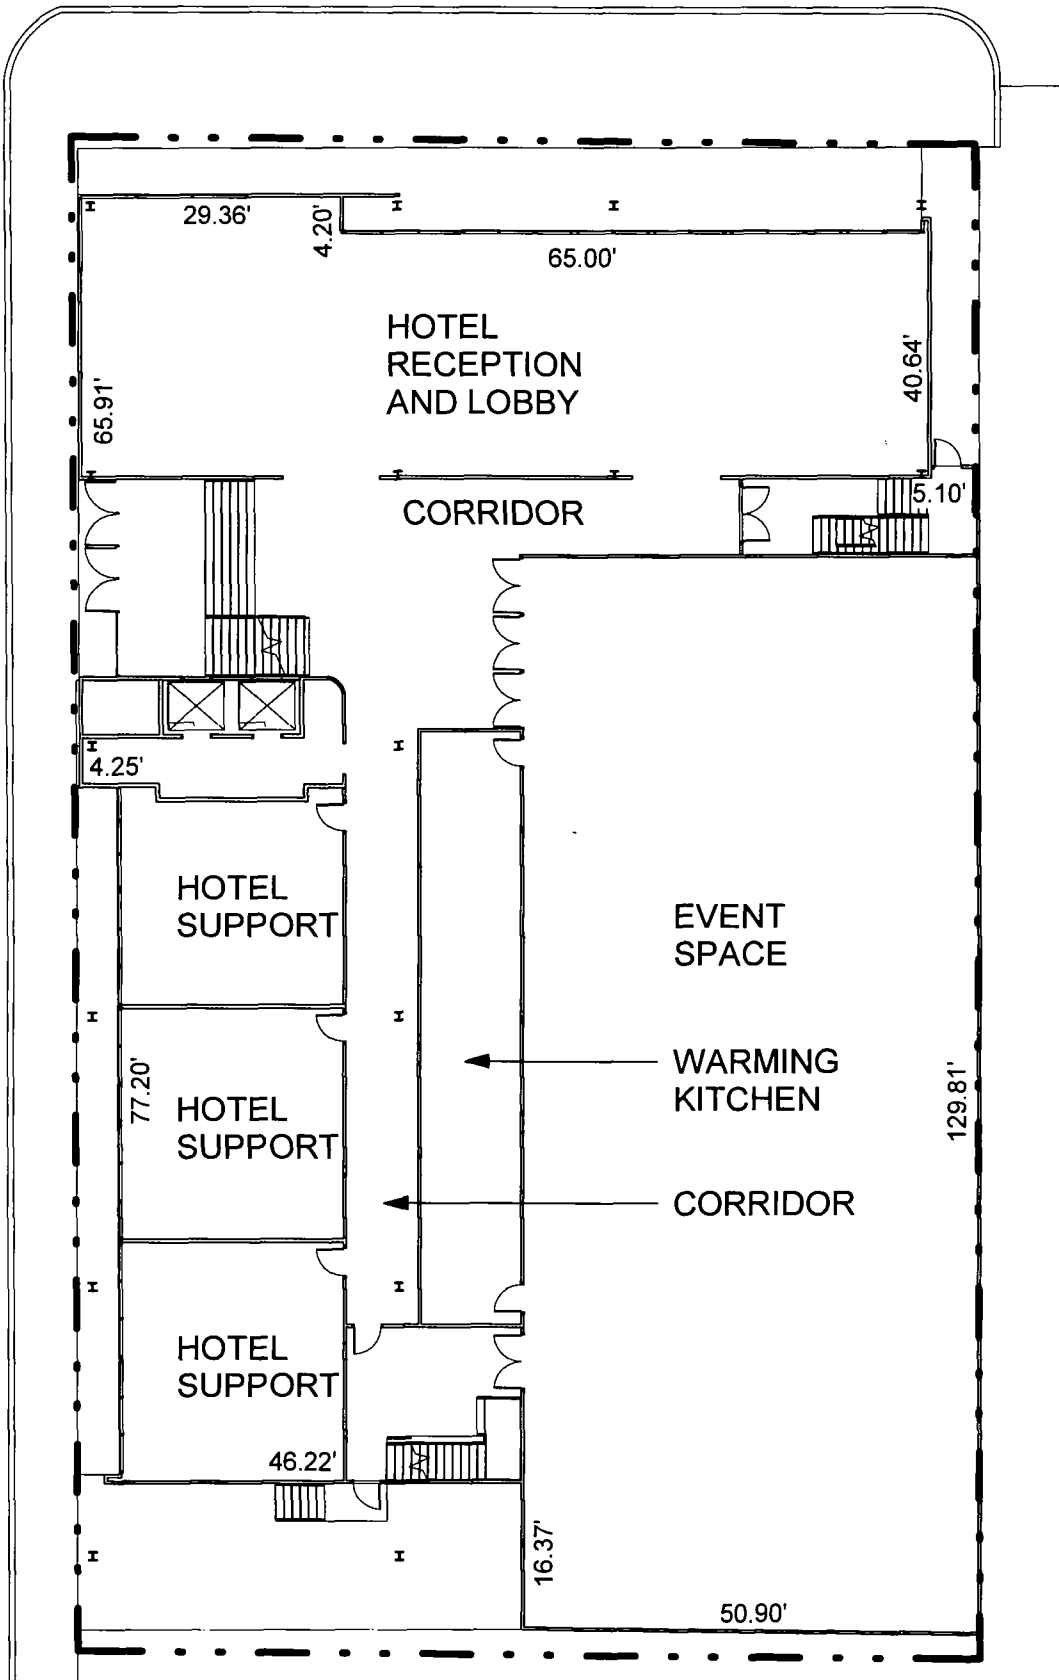 29.36'
4.20'
65.00'
HOTEL
RECEPTION
AND LOBBY
65.91'
40.64'
CORRIDOR
5.10'
4.25'
HOTEL
SUPPORT
EVENT
SPACE
77.20'
HOTEL
SUPPORT
WARMING
KITCHEN
129.81'
CORRIDOR
HOTEL
SUPPORT
46.22'
16.37'
50.90'